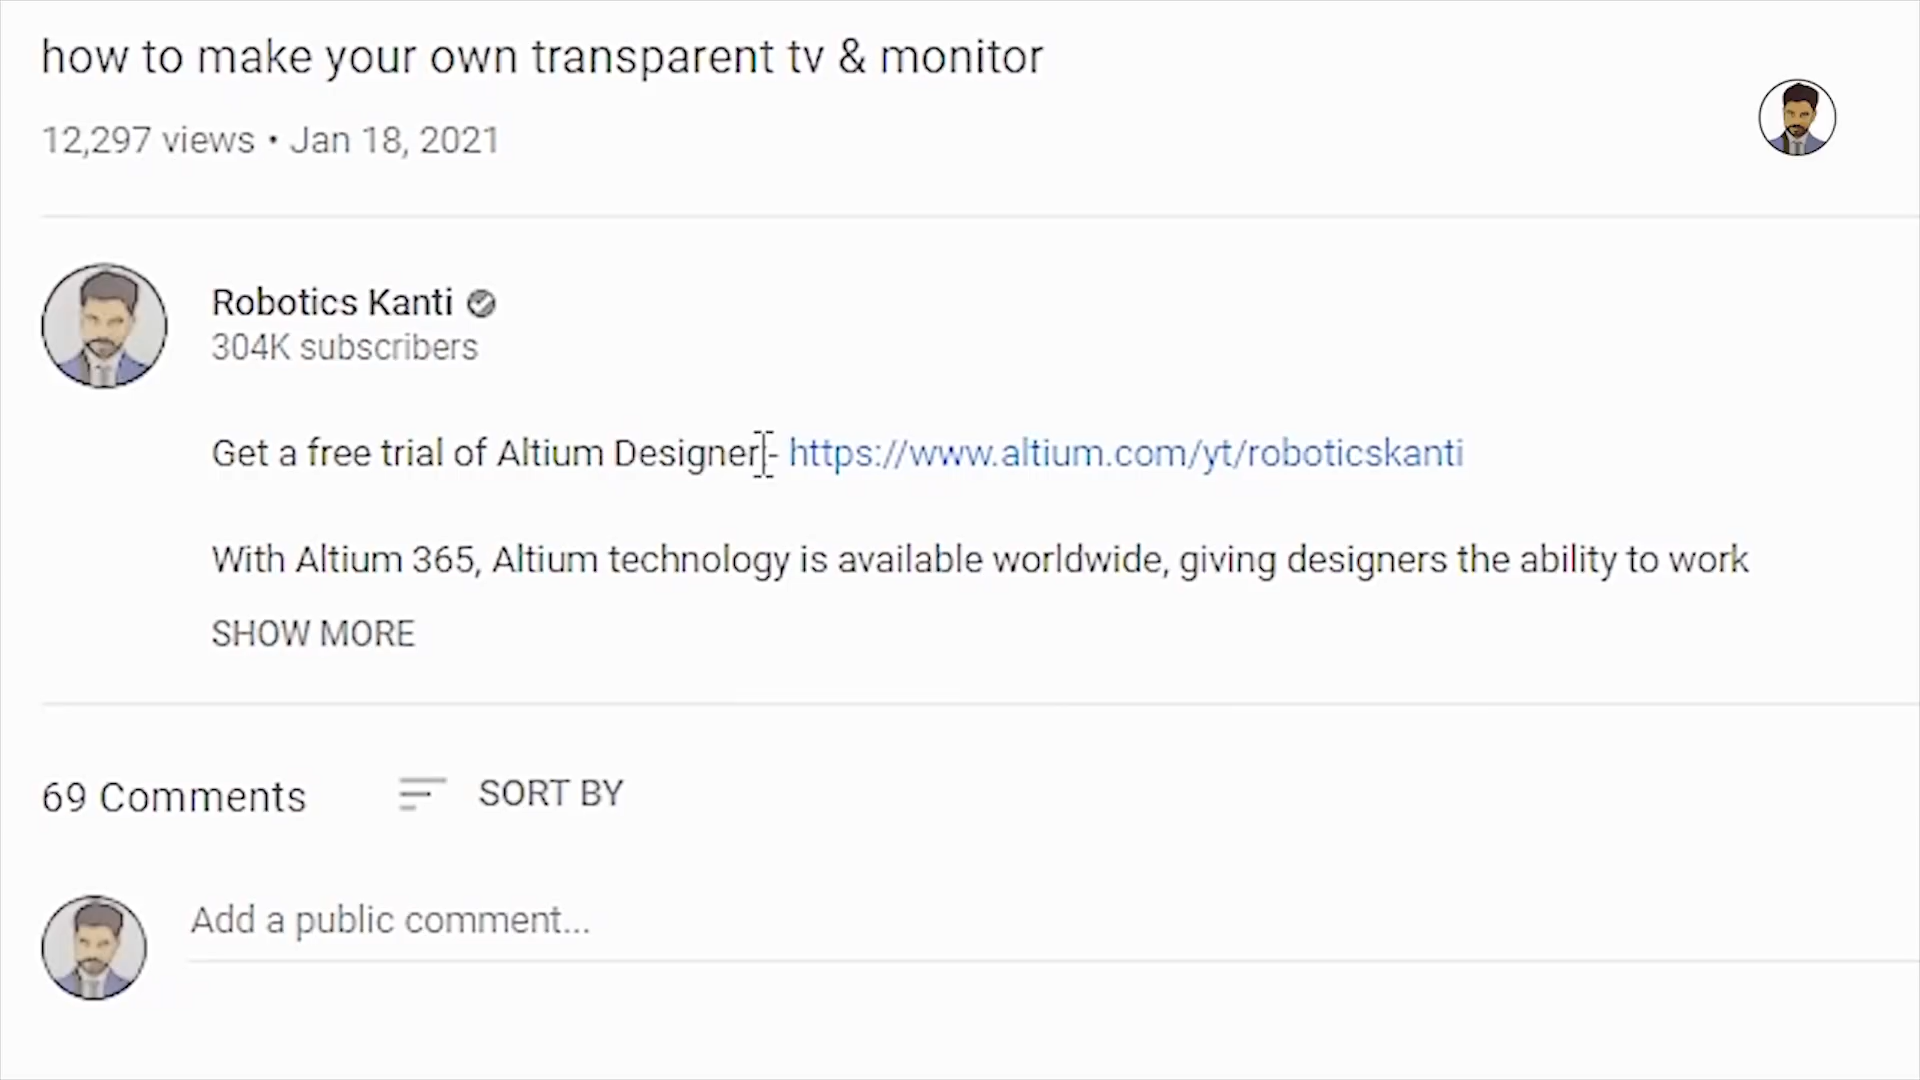 how to make your own transparent tv & monitor
12,297 views • Jan 18, 2021
Robotics Kanti
304K subscribers
Get a free trial of Altium Designer- https://www.altium.com/yt/roboticskanti
With Altium 365, Altium technology is available worldwide, giving designers the ability to work
SHOW MORE
69 Comments SORT BY
Add a public comment...